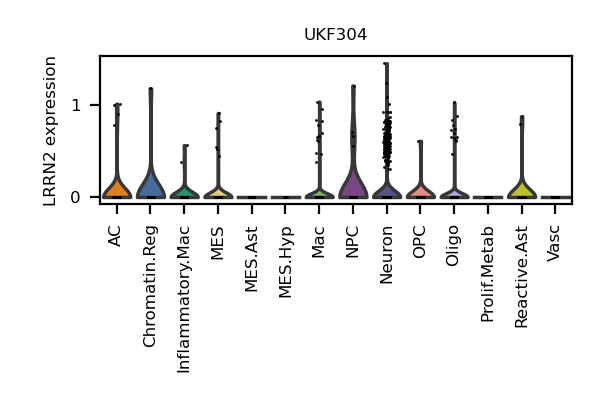 UKF304
LRRN2 expression
1
0
AC
Chromatin.Reg
Inflammatory.Mac
MES
MES.Ast
MES.Hyp
Mac
NPC
Neuron
OPC
Oligo
Prolif.Metab
Reactive.Ast
Vasc